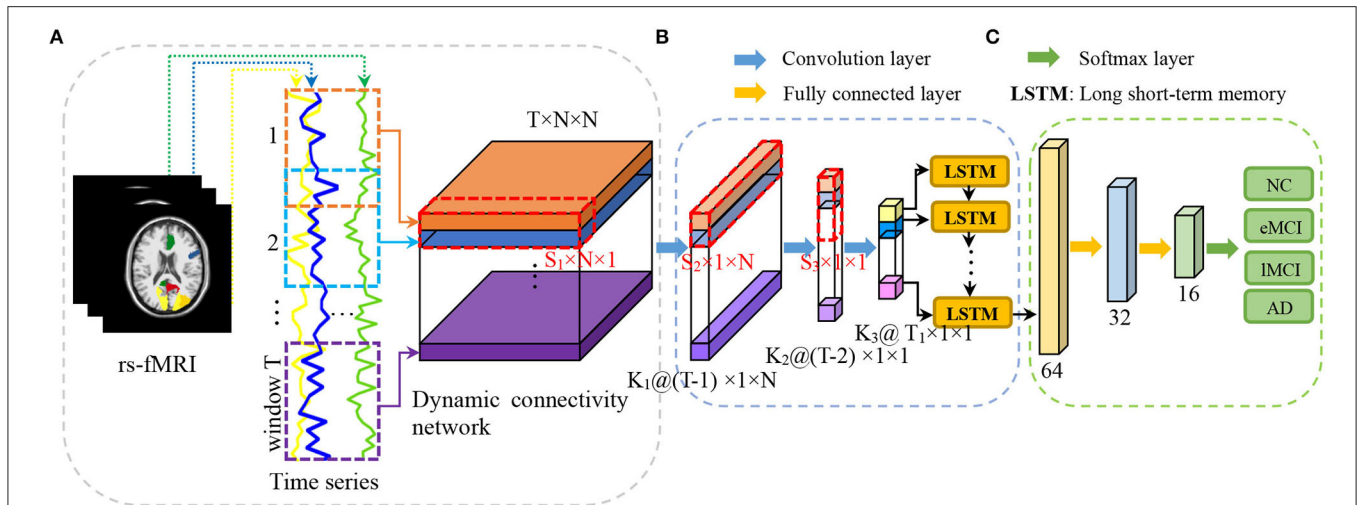 A
B
C
Convolution layer
Softmax layer
Fully connected layer
LSTM: Long short-term memory
1
2
window T
rs-fMRI
Time series
T×N×N
S₁×N×1
Dynamic connectivity
network
S₂×1×N
K₁@(T-1) ×1×N
S₃×1×1
K₂@(T-2) ×1×1
K₃@ T₁×1×1
LSTM
LSTM
LSTM
64
32
16
NC
eMCI
lMCI
AD